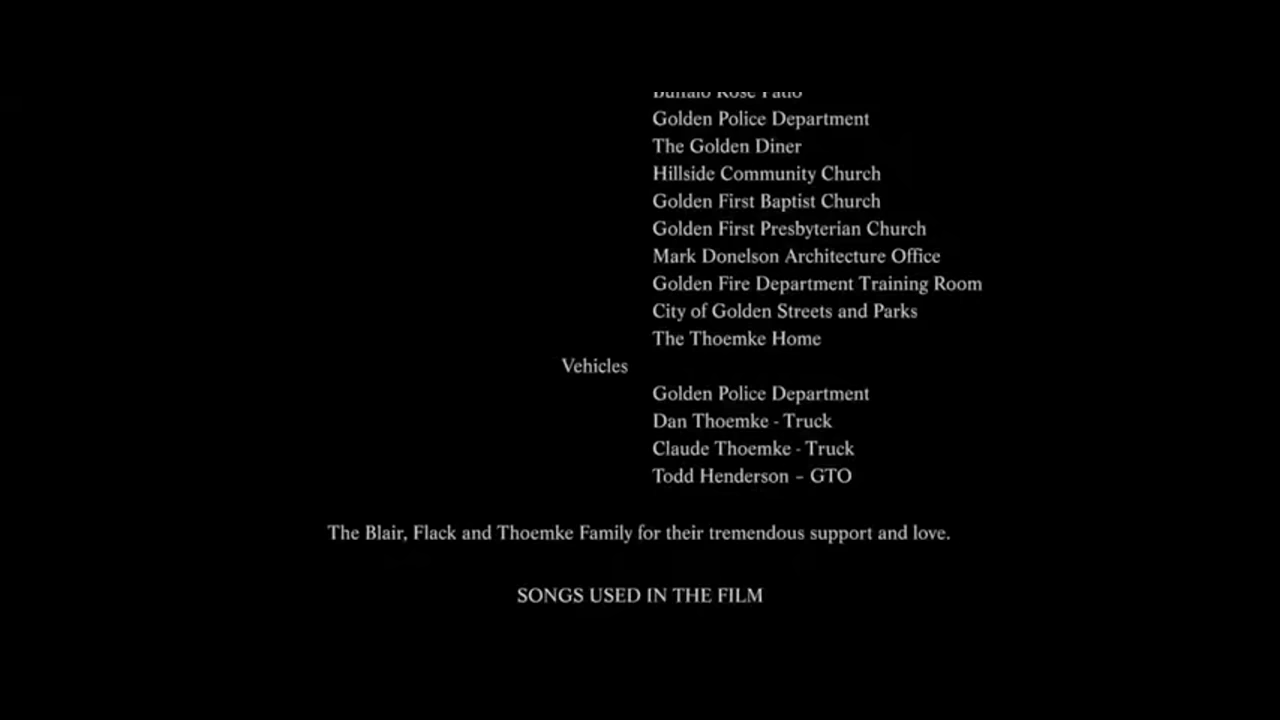 Buffalo Rose Patio
Golden Police Department
The Golden Diner
Hillside Community Church
Golden First Baptist Church
Golden First Presbyterian Church
Mark Donelson Architecture Office
Golden Fire Department Training Room
City of Golden Streets and Parks
The Thoemke Home
Vehicles
Golden Police Department
Dan Thoemke - Truck
Claude Thoemke - Truck
Todd Henderson – GTO
The Blair, Flack and Thoemke Family for their tremendous support and love.
SONGS USED IN THE FILM